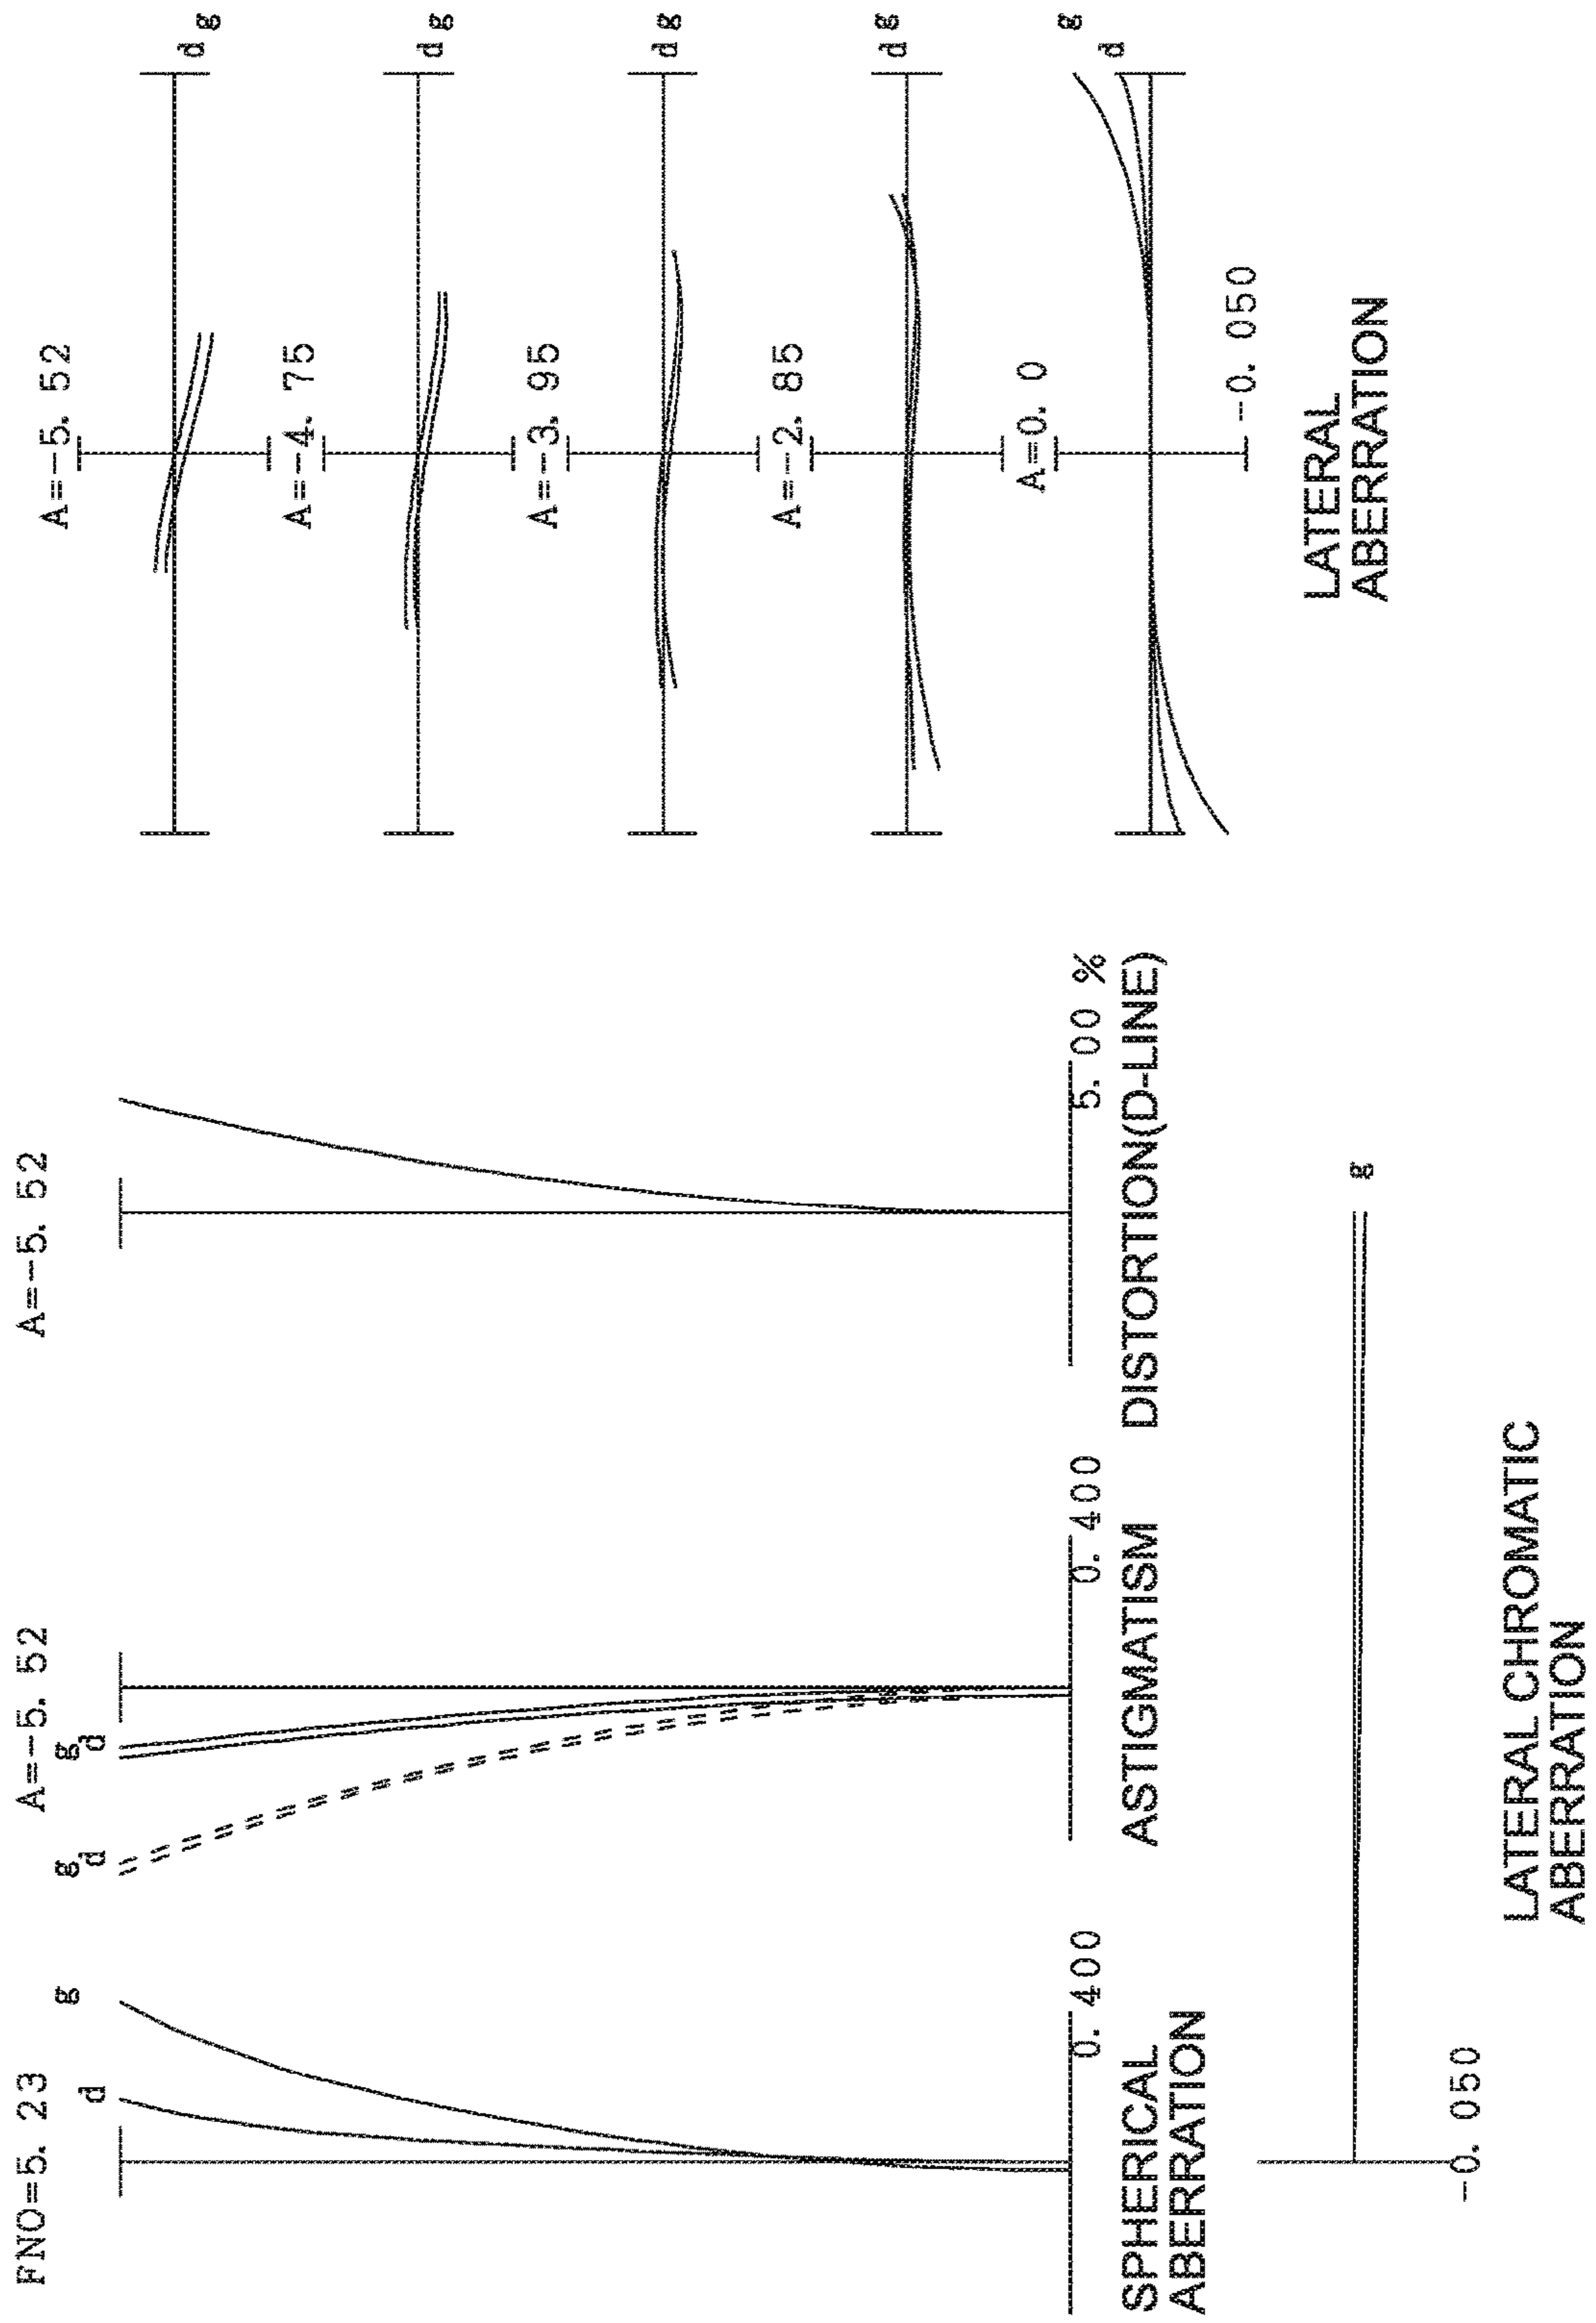 FNO=5. 23
d
g
0. 400
SPHERICAL
ABERRATION
A=-5. 52
g
d
g
d
0. 400
ASTIGMATISM
A=-5. 52
5. 00 %
DISTORTION(D-LINE)
-0. 050
g
LATERAL CHROMATIC
ABERRATION
A=-5. 52
d
g
A=-4. 75
d
g
A=-3. 95
d
g
A=-2. 85
d
g
A=0. 0
g
d
-0. 050
LATERAL
ABERRATION